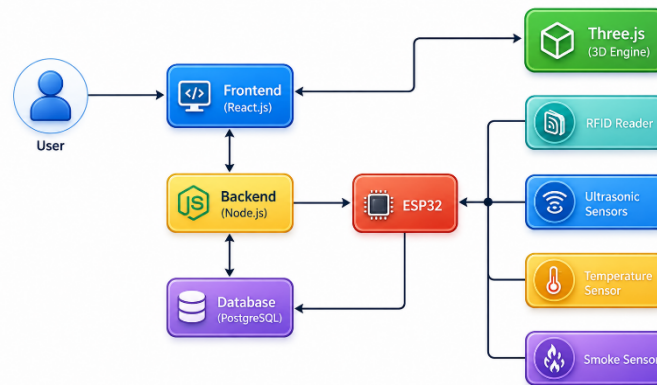 User
</>
Frontend
(React.js)
Three.js
(3D Engine)
RFID Reader
JS
Backend
(Node.js)
ESP32
Ultrasonic
Sensors
Database
(PostgreSQL)
Temperature
Sensor
Smoke Sensor